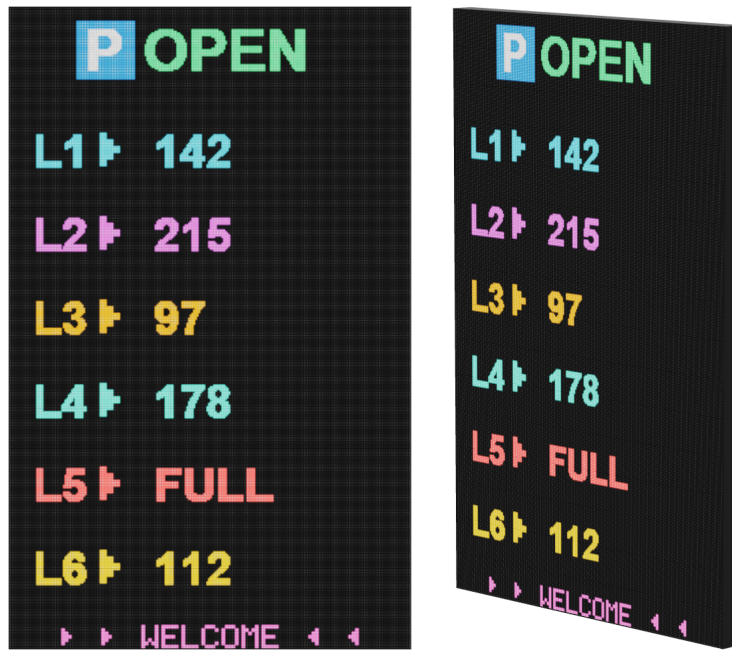 P OPEN
L1 142
L2 215
L3 97
L4 178
L5 FULL
L6 112
WELCOME
P OPEN
L1 142
L2 215
L3 97
L4 178
L5 FULL
L6 112
WELCOME